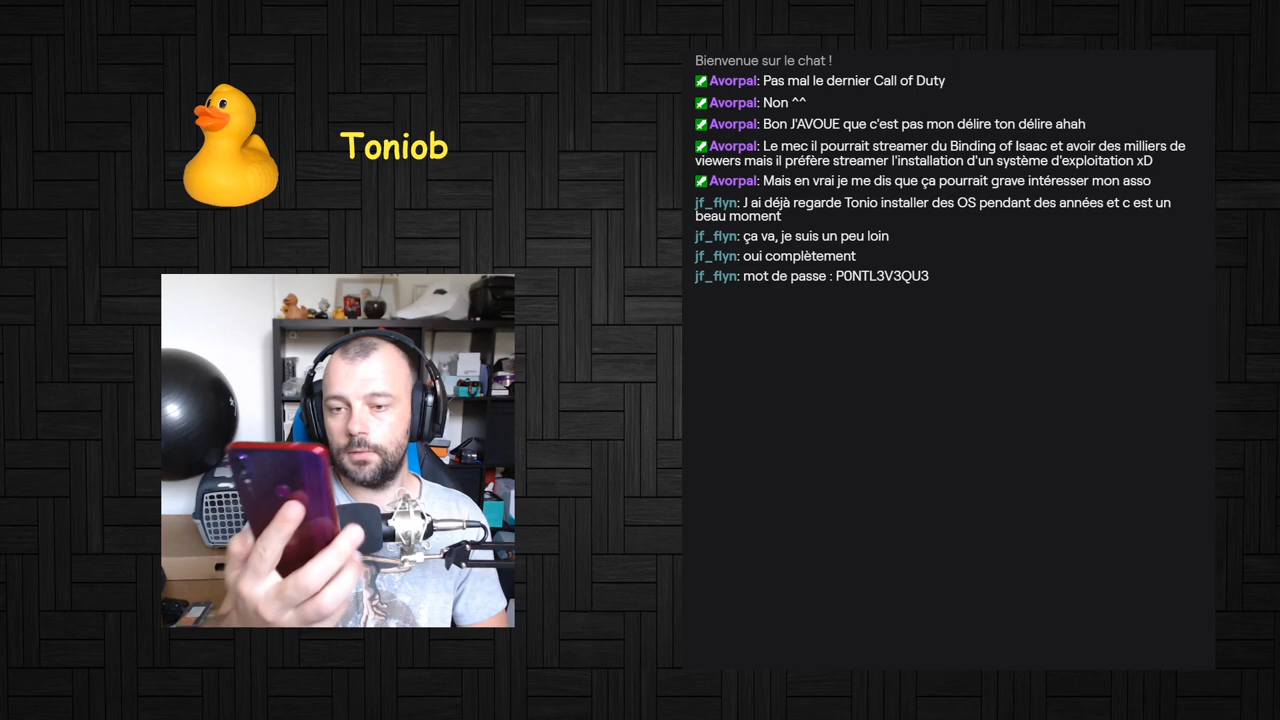 Toniob
Bienvenue sur le chat !
Avorpal: Pas mal le dernier Call of Duty
Avorpal: Non ^^
Avorpal: Bon J'AVOUE que c'est pas mon délire ton délire ahah
Avorpal: Le mec il pourrait streamer du Binding of Isaac et avoir des milliers de
viewers mais il préfère streamer l'installation d'un système d'exploitation xD
Avorpal: Mais en vrai je me dis que ça pourrait grave intéresser mon asso
jf_flyn: J ai déjà regarde Tonio installer des OS pendant des années et c est un
beau moment
jf_flyn: ça va, je suis un peu loin
jf_flyn: oui complètement
jf_flyn: mot de passe : P0NTL3V3QU3